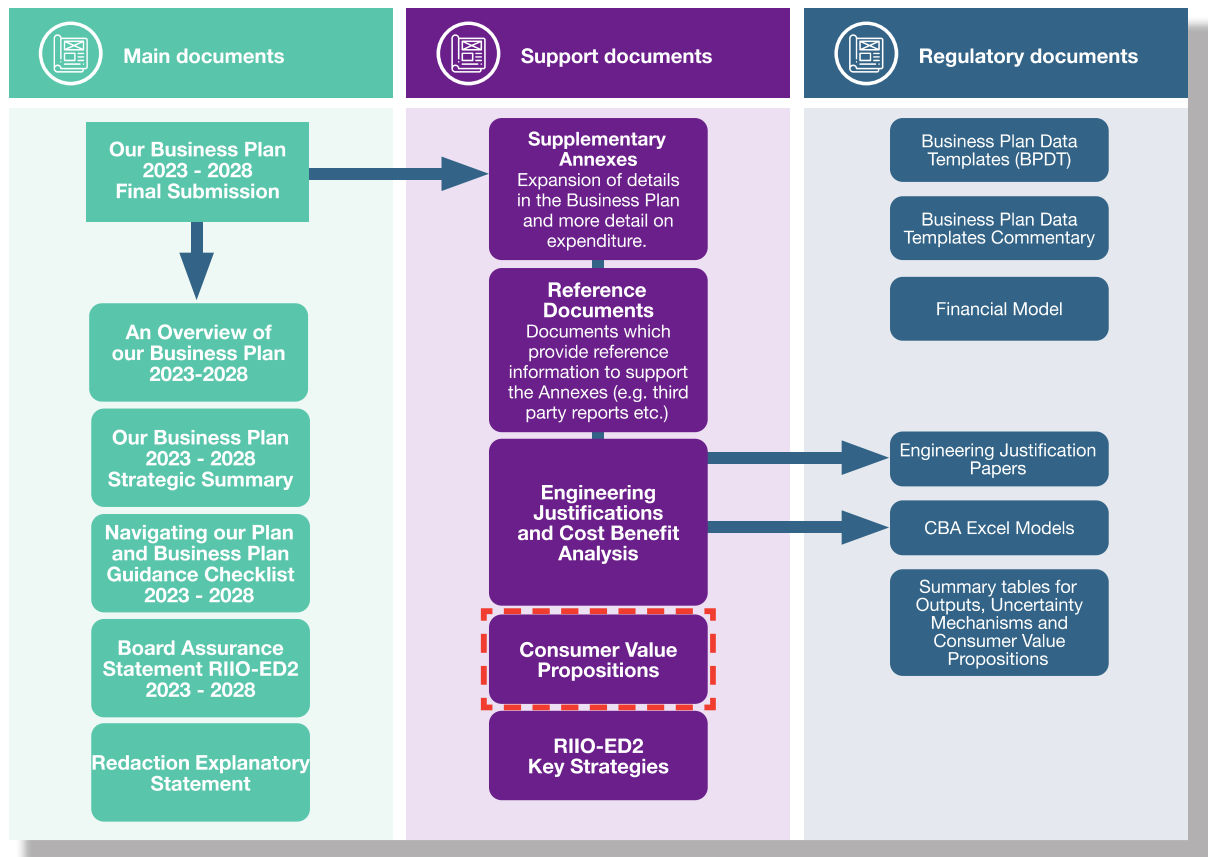 Main documents
Our Business Plan
2023 - 2028
Final Submission
An Overview of
our Business Plan
2023-2028
Our Business Plan
2023 - 2028
Strategic Summary
Navigating our Plan
and Business Plan
Guidance Checklist
2023 - 2028
Board Assurance
Statement RIIO-ED2
2023 - 2028
Redaction Explanatory
Statement
Support documents
Supplementary
Annexes
Expansion of details
in the Business Plan
and more detail on
expenditure.
Reference
Documents
Documents which
provide reference
information to support
the Annexes (e.g. third
party reports etc.)
Engineering
Justifications
and Cost Benefit
Analysis
Consumer Value
Propositions
RIIO-ED2
Key Strategies
Regulatory documents
Business Plan Data
Templates (BPDT)
Business Plan Data
Templates Commentary
Financial Model
Engineering Justification
Papers
CBA Excel Models
Summary tables for
Outputs, Uncertainty
Mechanisms and
Consumer Value
Propositions